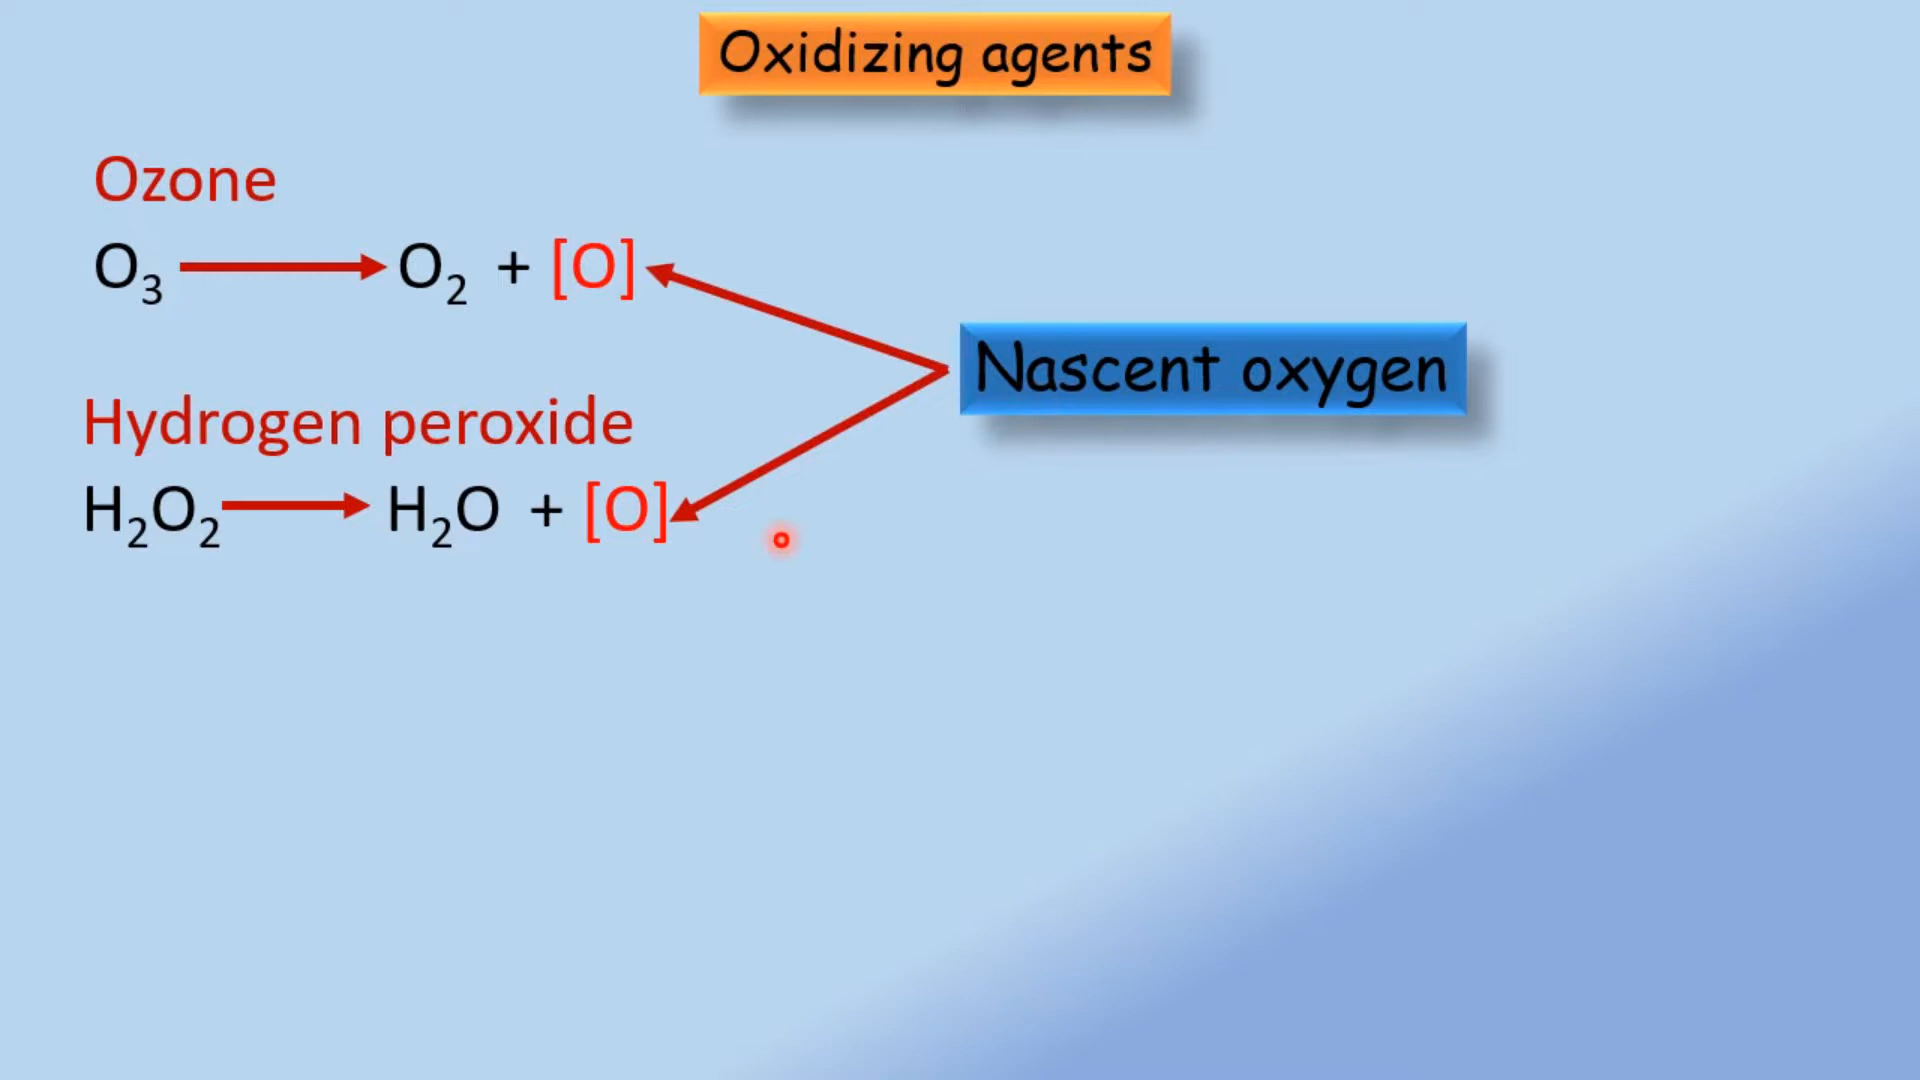 Oxidizing agents
Ozone
O₃ → O₂ + [O]
Nascent oxygen
Hydrogen peroxide
H₂O₂ → H₂O + [O]